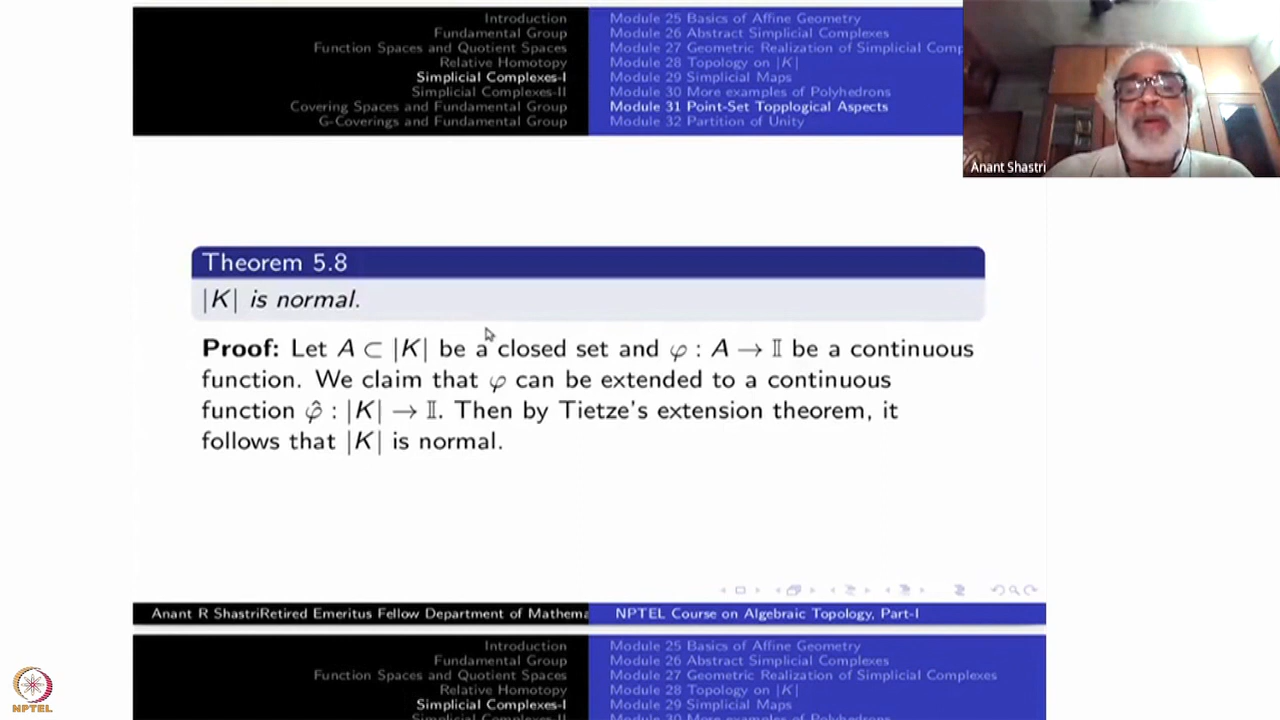 Introduction
Fundamental Group
Function Spaces and Quotient Spaces
Relative Homotopy
Simplicial Complexes-I
Simplicial Complexes-II
Covering Spaces and Fundamental Group
G-Coverings and Fundamental Group
Module 25 Basics of Affine Geometry
Module 26 Abstract Simplicial Complexes
Module 27 Geometric Realization of Simplicial Comp
Module 28 Topology on |K|
Module 29 Simplicial Maps
Module 30 More examples of Polyhedrons
Module 31 Point-Set Topplogical Aspects
Module 32 Partition of Unity
Anant Shastri
Theorem 5.8
|K| is normal.
Proof: Let A ⊂ |K| be a closed set and φ : A → 𝕀 be a continuous
function. We claim that φ can be extended to a continuous
function φ̂ : |K| → 𝕀. Then by Tietze's extension theorem, it
follows that |K| is normal.
Anant R ShastriRetired Emeritus Fellow Department of Mathema
NPTEL Course on Algebraic Topology, Part-I
Introduction
Fundamental Group
Function Spaces and Quotient Spaces
Relative Homotopy
Simplicial Complexes-I
Module 25 Basics of Affine Geometry
Module 26 Abstract Simplicial Complexes
Module 27 Geometric Realization of Simplicial Complexes
Module 28 Topology on |K|
Module 29 Simplicial Maps
NPTEL